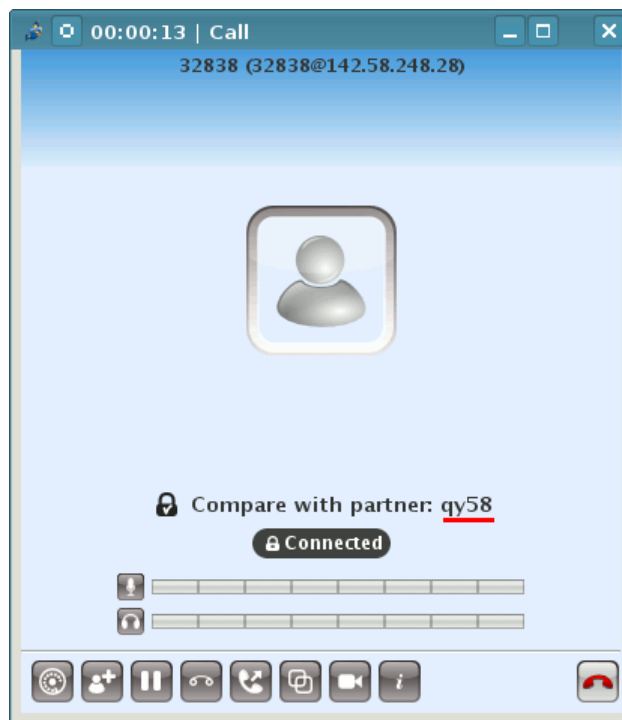 00:00:13 | Call
32838 (32838@142.58.248.28)
Compare with partner: qy58
Connected
i